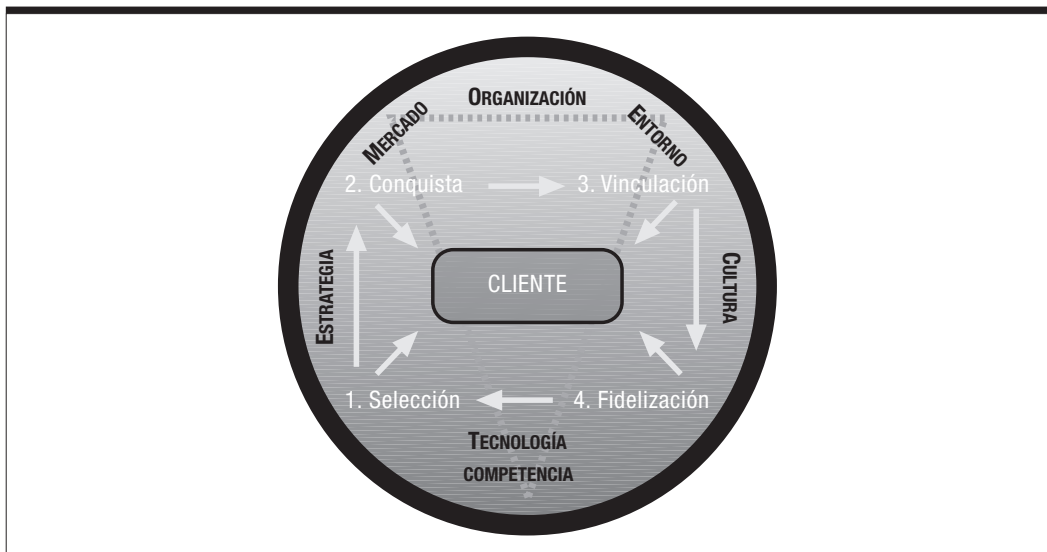 ORGANIZACIÓN
MERCADO
ENTORNO
2. Conquista
3. Vinculación
ESTRATEGIA
CLIENTE
CULTURA
1. Selección
4. Fidelización
TECNOLOGÍA
COMPETENCIA